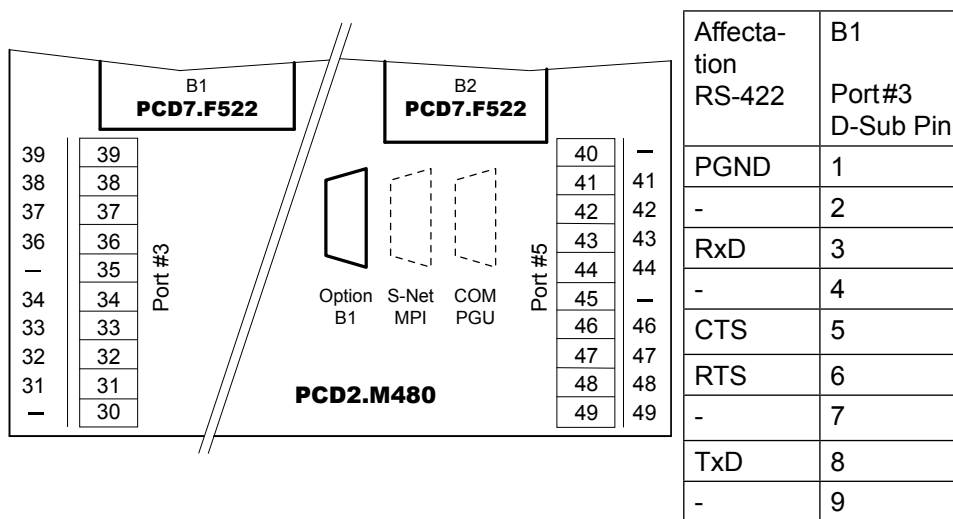 B1
PCD7.F522
B2
PCD7.F522
39 39
38 38
37 37
36 36
– 35
34 34
33 33
32 32
31 31
– 30
Port #3
Option
B1
S-Net
MPI
COM
PGU
PCD2.M480
Port #5
40 –
41 41
42 42
43 43
44 44
45 –
46 46
47 47
48 48
49 49
Affecta-
tion
RS-422
B1
Port#3
D-Sub Pin
PGND 1
- 2
RxD 3
- 4
CTS 5
RTS 6
- 7
TxD 8
- 9